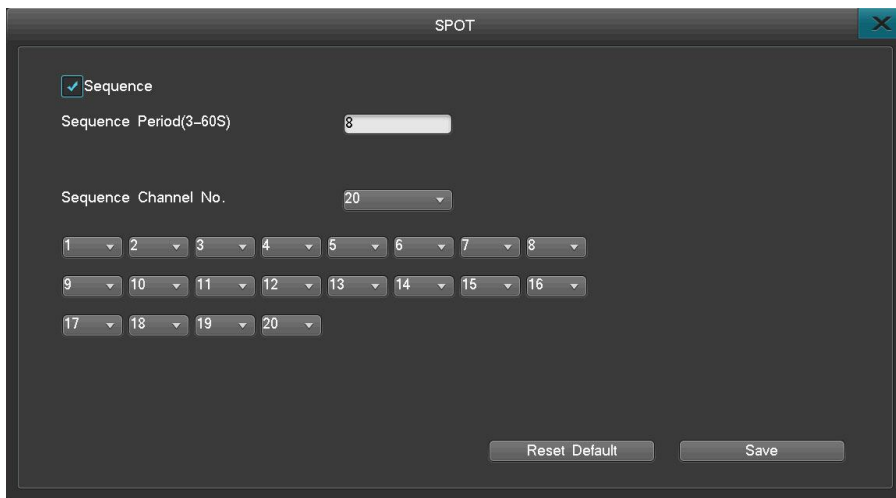 SPOT
Sequence
Sequence Period(3-60S) 8
Sequence Channel No. 20
1 2 3 4 5 6 7 8
9 10 11 12 13 14 15 16
17 18 19 20
Reset Default Save